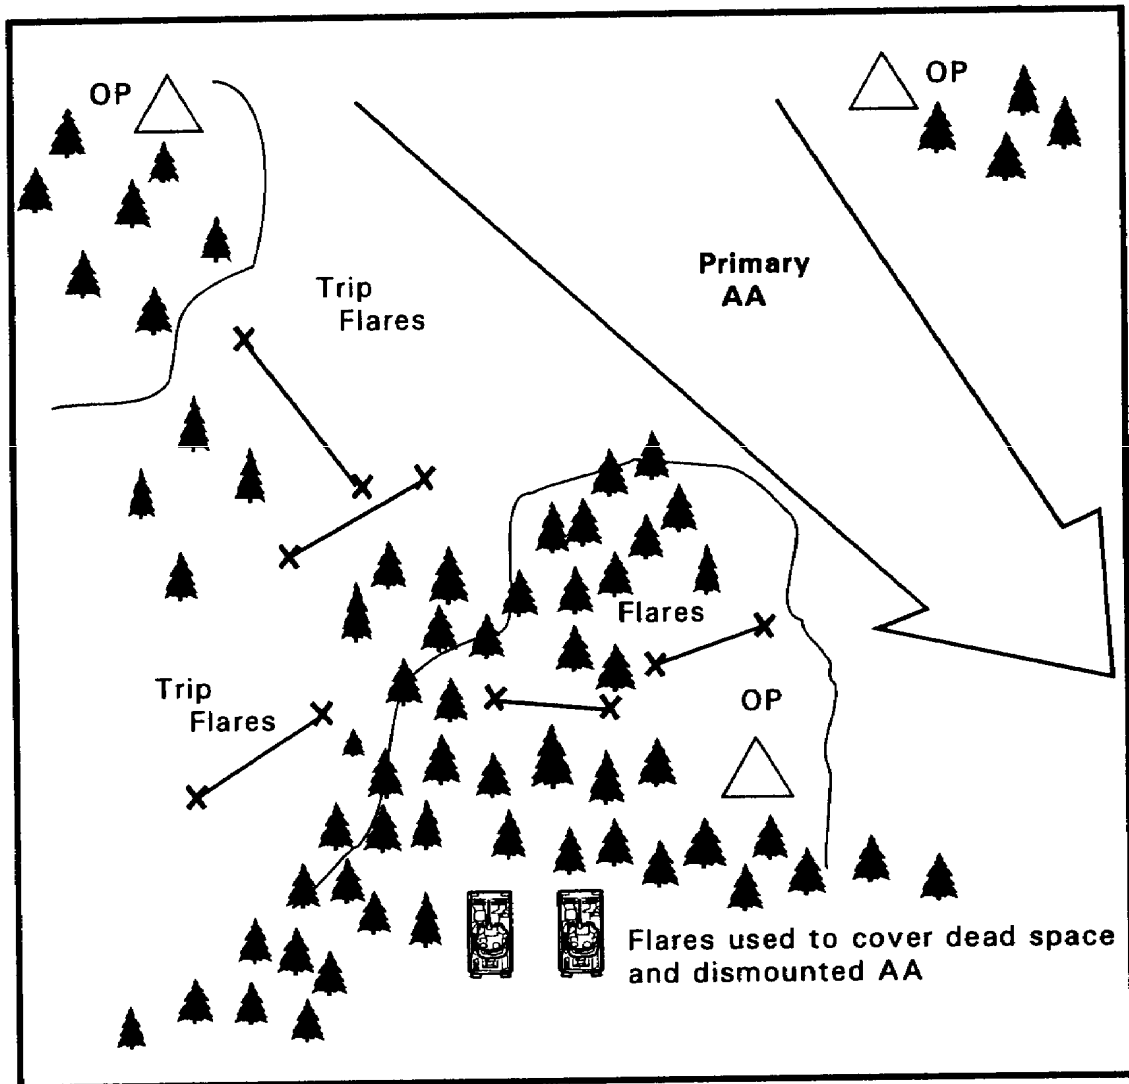 OP
OP
Primary
AA
Trip
Flares
Flares
Trip
Flares
OP
Flares used to cover dead space
and dismounted AA